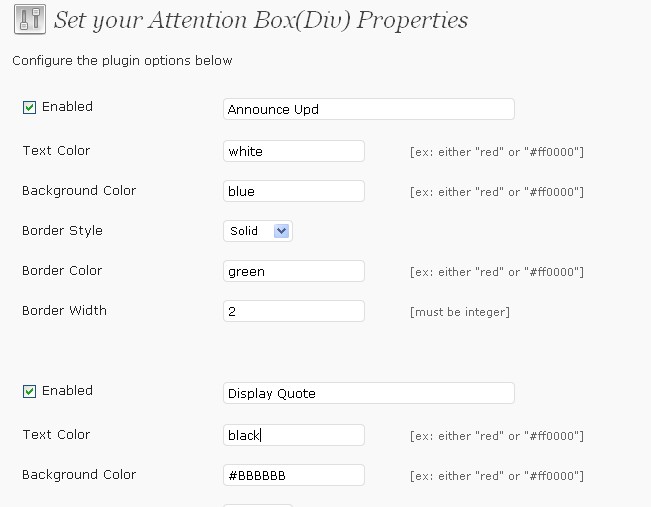 Set your Attention Box(Div) Properties
Configure the plugin options below
Enabled Announce Upd
Text Color white [ex: either "red" or "#ff0000"]
Background Color blue [ex: either "red" or "#ff0000"]
Border Style Solid
Border Color green [ex: either "red" or "#ff0000"]
Border Width 2 [must be integer]
Enabled Display Quote
Text Color black [ex: either "red" or "#ff0000"]
Background Color #BBBBBB [ex: either "red" or "#ff0000"]